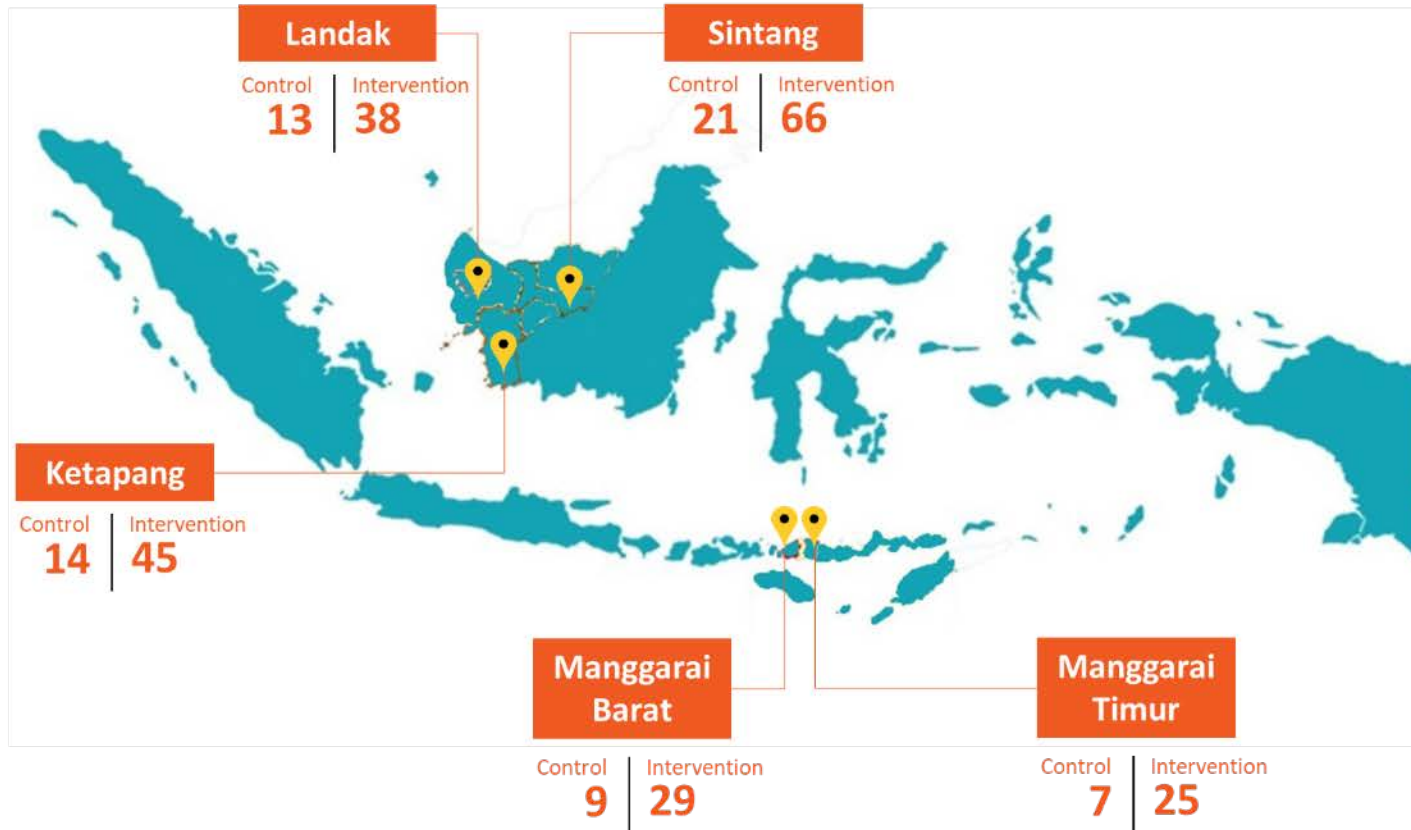 Landak
Control Intervention
13 38
Sintang
Control Intervention
21 66
Ketapang
Control Intervention
14 45
Manggarai
Barat
Control Intervention
9 29
Manggarai
Timur
Control Intervention
7 25